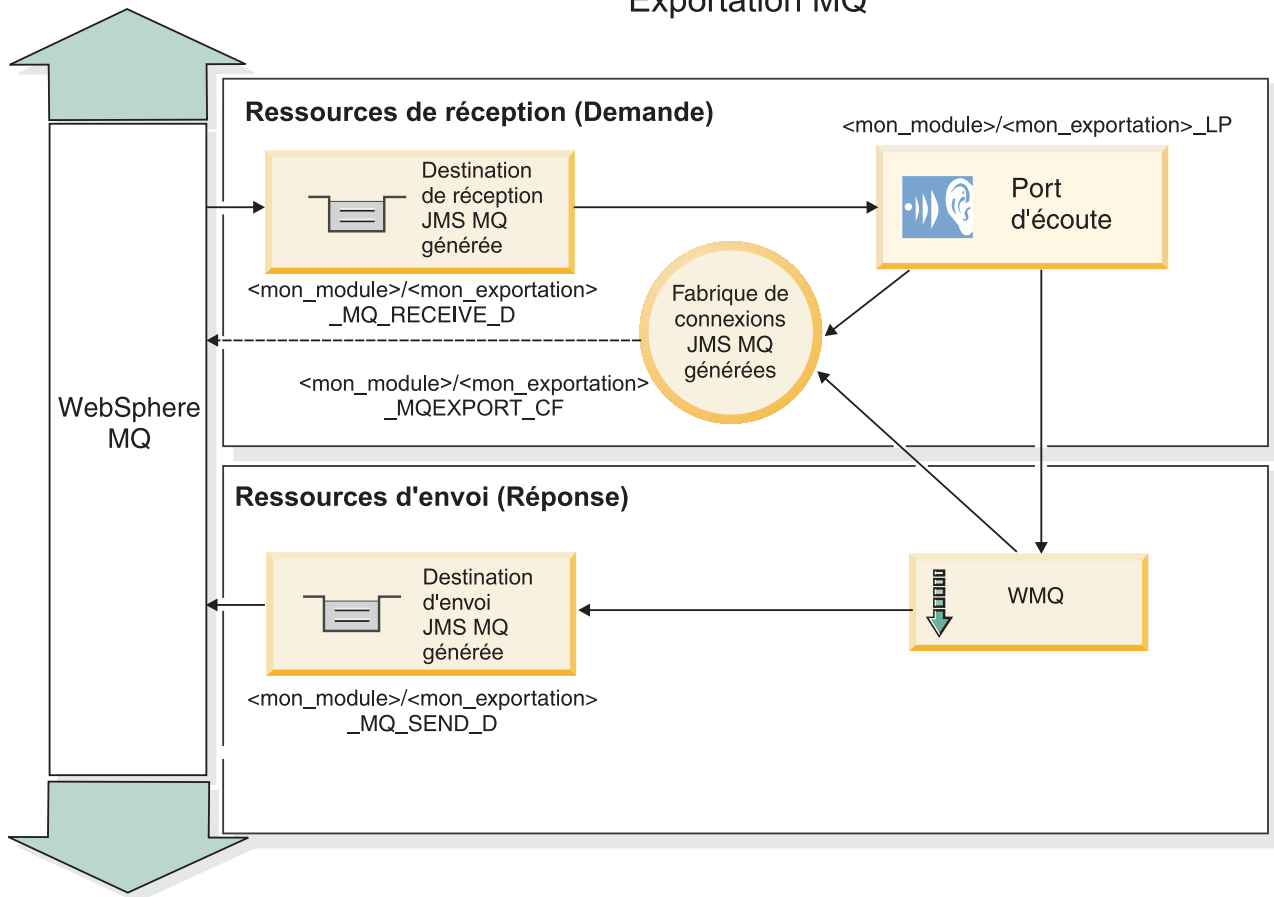 Exportation MQ
Ressources de réception (Demande)
<mon_module>/<mon_exportation>_LP
Destination
de réception
JMS MQ
générée
Port
d'écoute
<mon_module>/<mon_exportation>
_MQ_RECEIVE_D
Fabrique de
connexions
JMS MQ
générées
<mon_module>/<mon_exportation>
_MQEXPORT_CF
WebSphere
MQ
Ressources d'envoi (Réponse)
Destination
d'envoi
JMS MQ
générée
WMQ
<mon_module>/<mon_exportation>
_MQ_SEND_D